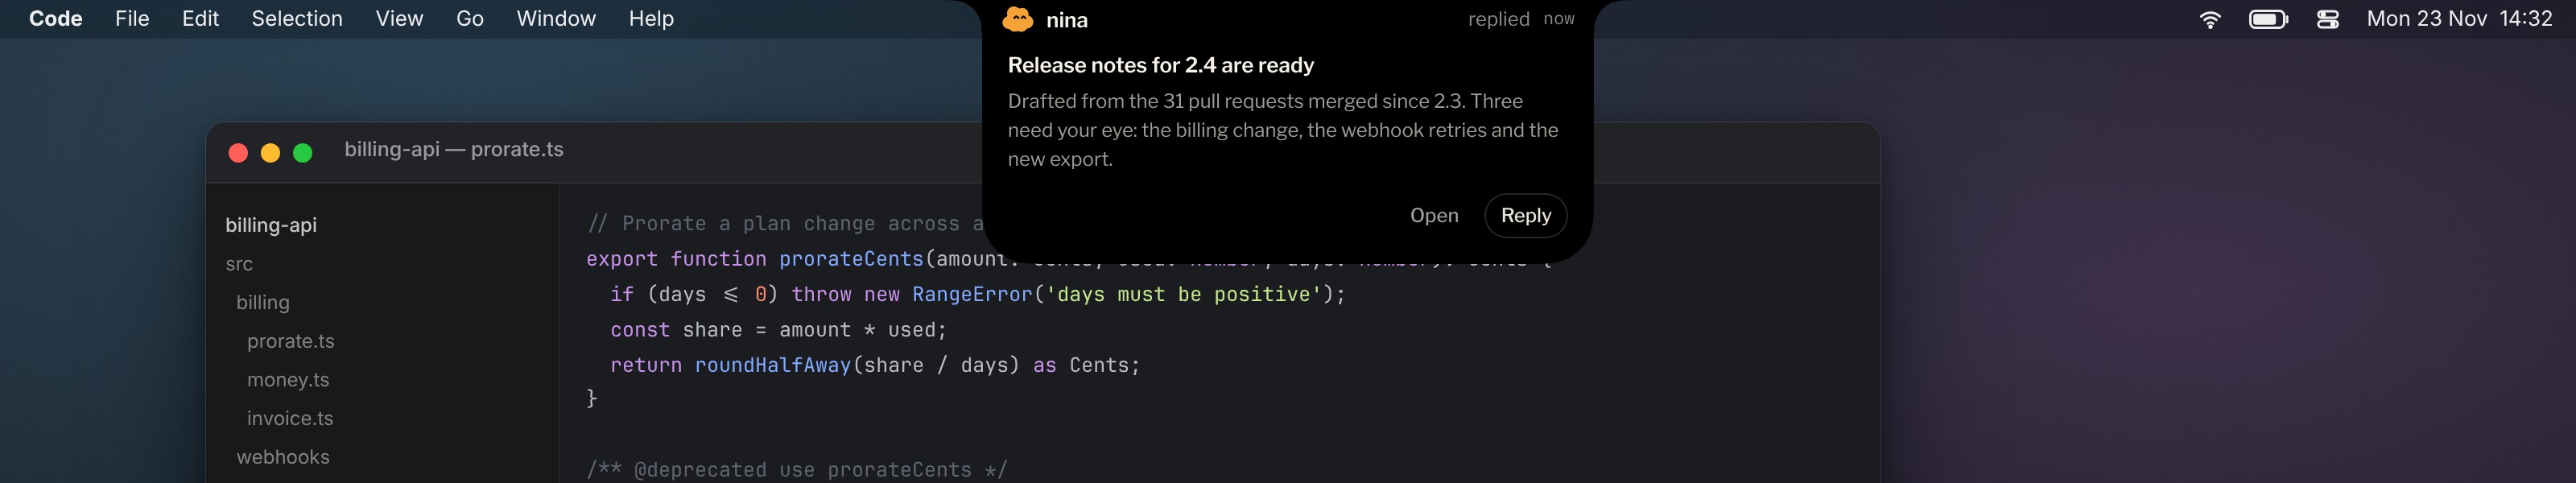 Code File Edit Selection View Go Window Help
Mon 23 Nov 14:32
nina
replied now
Release notes for 2.4 are ready
Drafted from the 31 pull requests merged since 2.3. Three
need your eye: the billing change, the webhook retries and the
new export.
Open Reply
billing-api — prorate.ts
billing-api
src
billing
prorate.ts
money.ts
invoice.ts
webhooks
// Prorate a plan change across
export function prorateCents(amount:
if (days <= 0) throw new RangeError('days must be positive');
const share = amount * used;
return roundHalfAway(share / days) as Cents;
}
/** @deprecated use prorateCents */